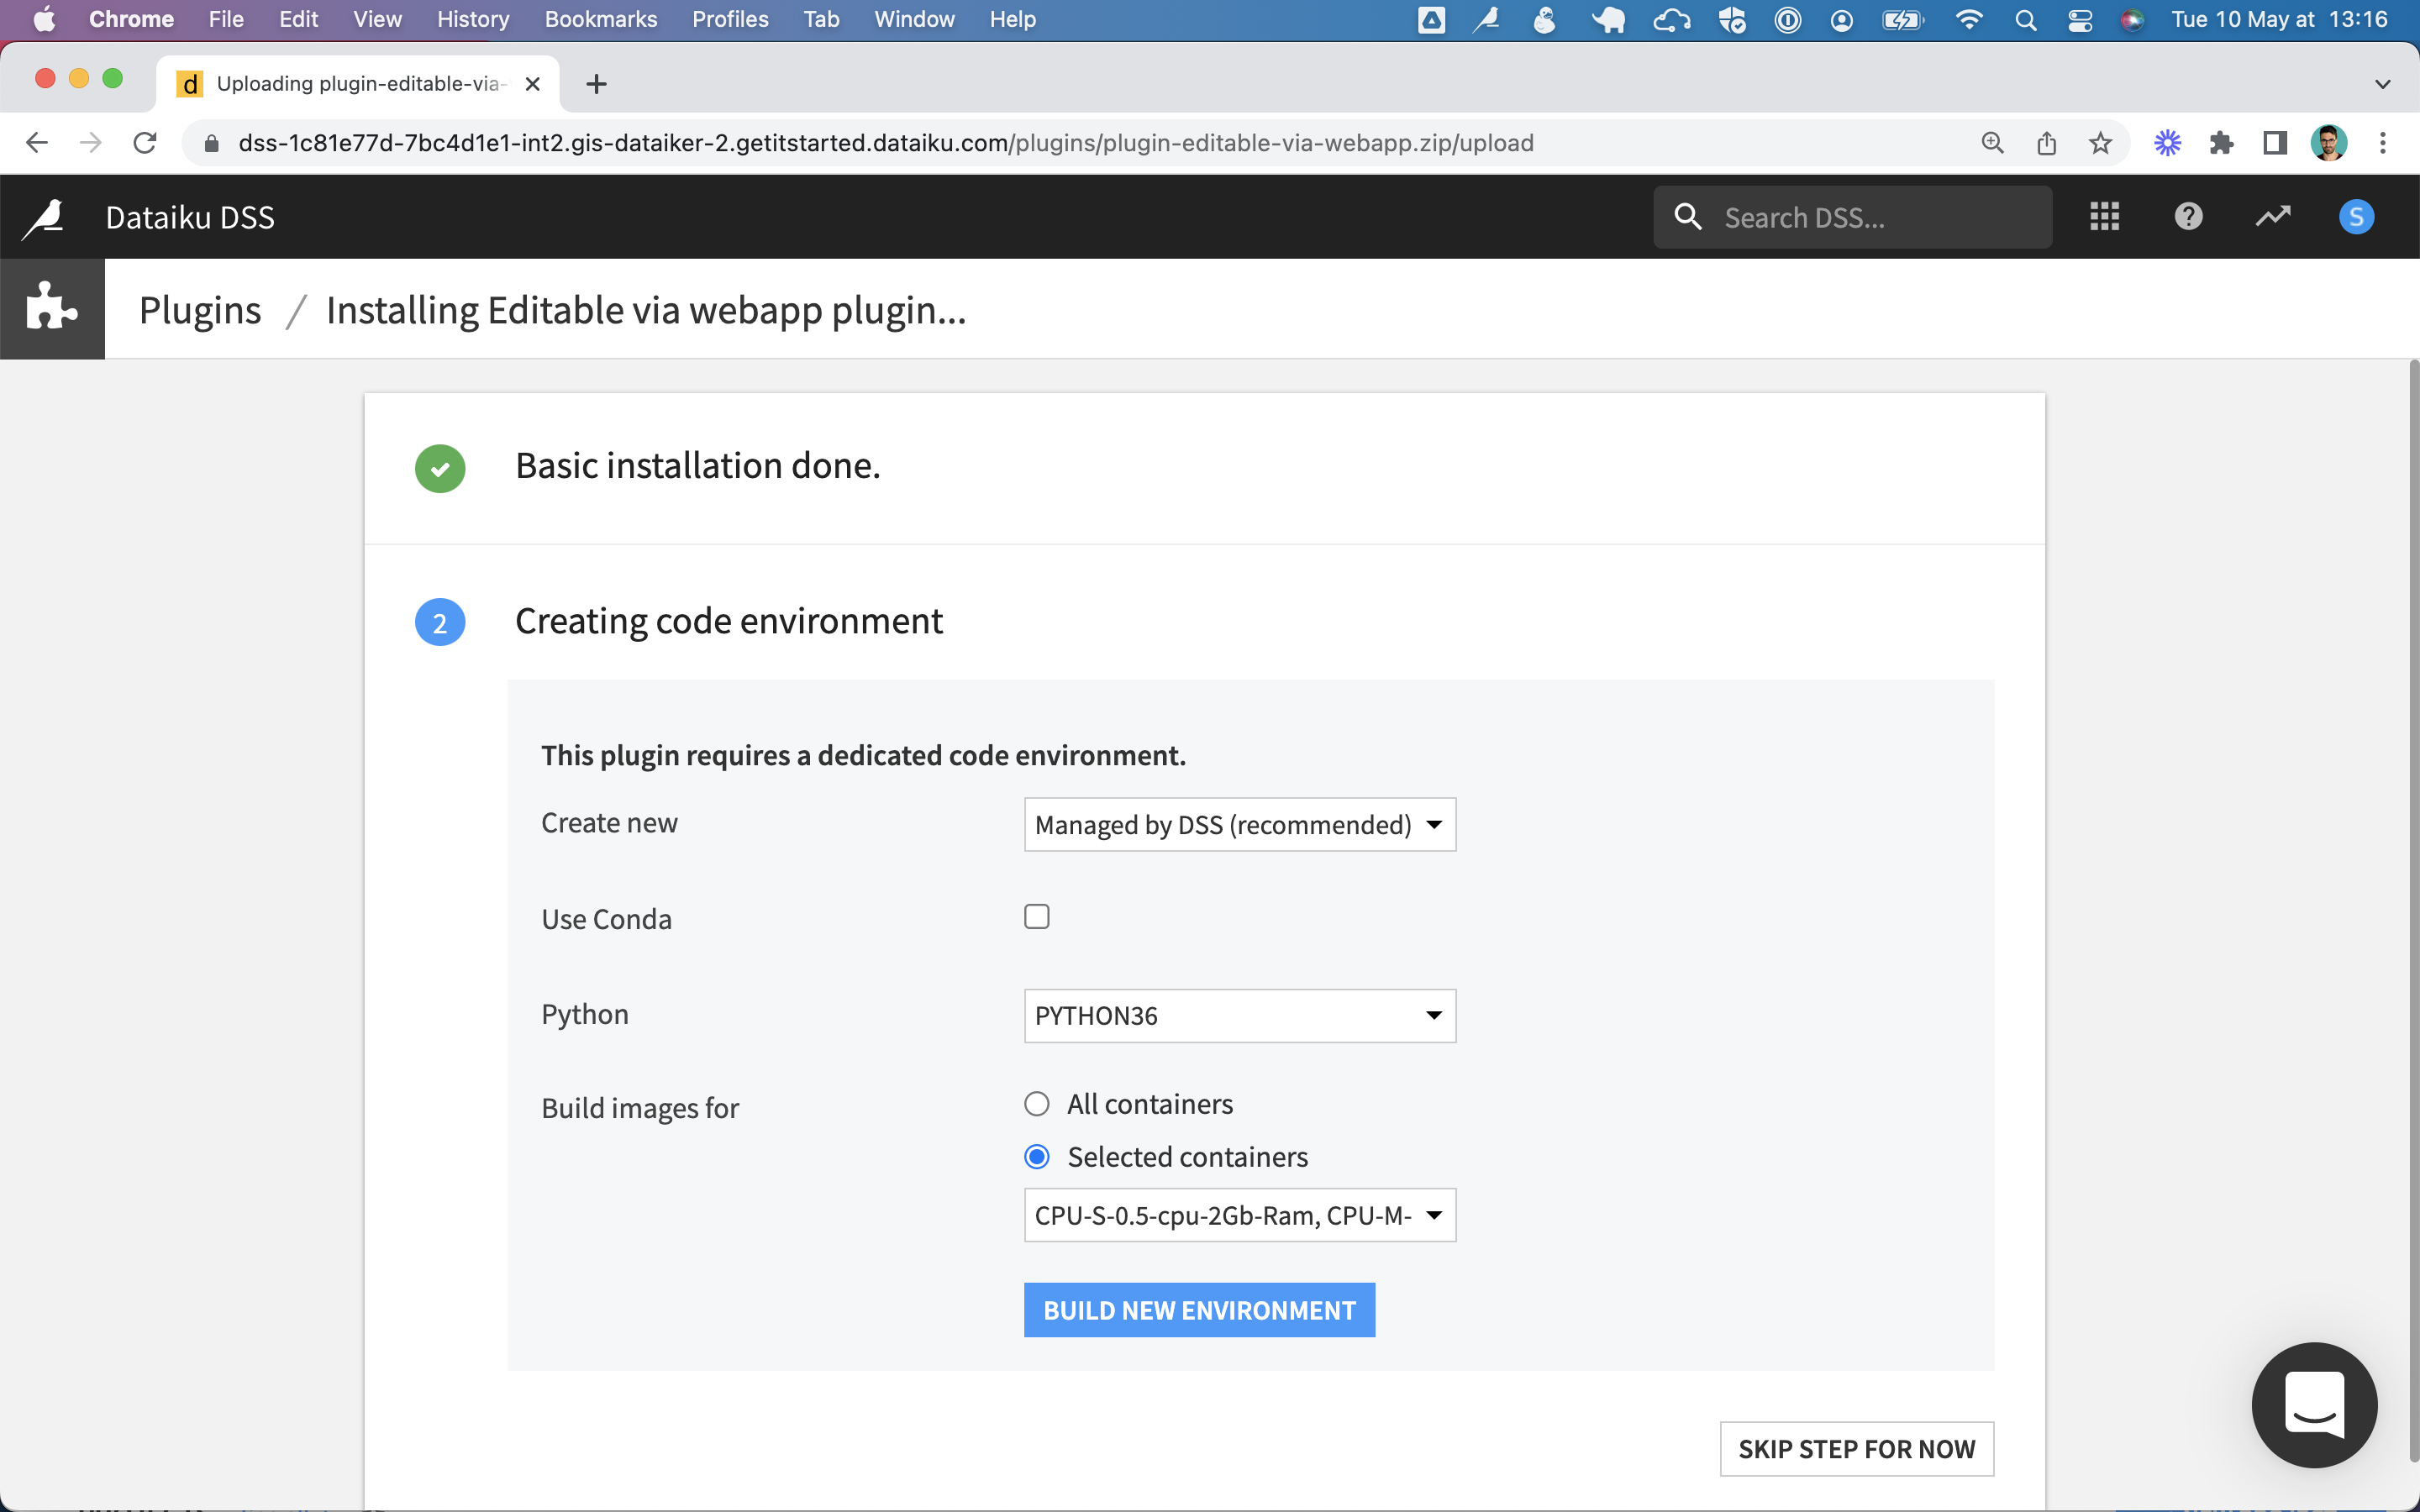 Chrome File Edit View History Bookmarks Profiles Tab Window Help Tue 10 May at 13:16
d Uploading plugin-editable-via-
dss-1c81e77d-7bc4d1e1-int2.gis-dataiker-2.getitstarted.dataiku.com/plugins/plugin-editable-via-webapp.zip/upload
Dataiku DSS Search DSS... S
Plugins / Installing Editable via webapp plugin...
Basic installation done.
2 Creating code environment
This plugin requires a dedicated code environment.
Create new Managed by DSS (recommended)
Use Conda
Python PYTHON36
Build images for All containers
Selected containers
CPU-S-0.5-cpu-2Gb-Ram, CPU-M-
BUILD NEW ENVIRONMENT
SKIP STEP FOR NOW